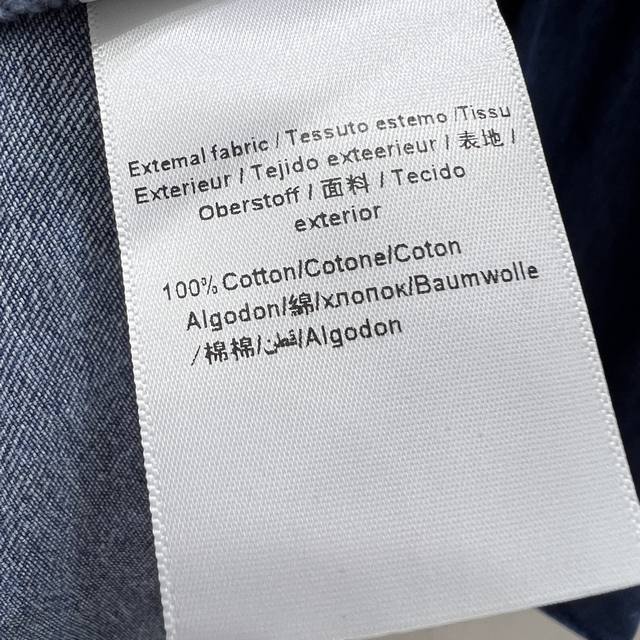 Extemal fabric / Tessuto estemo /Tissu
Exterieur / Tejido exteerieur / 表地 /
Oberstoff / 面料 / Tecido
exterior
100% Cotton/Cotone/Coton
Algodon/綿/хлопок/Baumwolle
/棉棉/قطن/Algodon